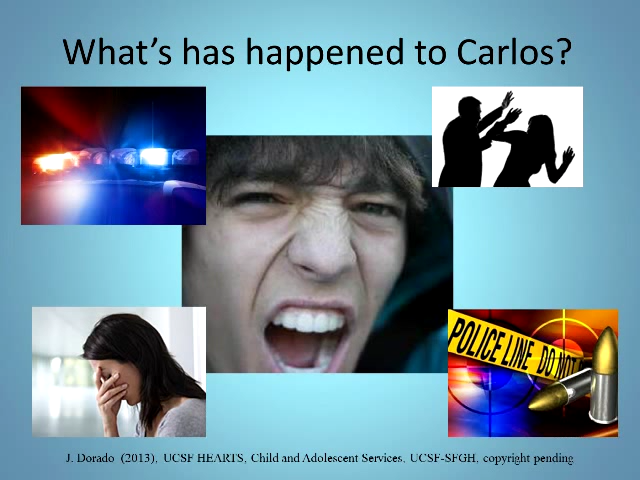 What's has happened to Carlos?
POLICE LINE DO NOT
J. Dorado (2013), UCSF HEARTS, Child and Adolescent Services, UCSF-SFGH, copyright pending